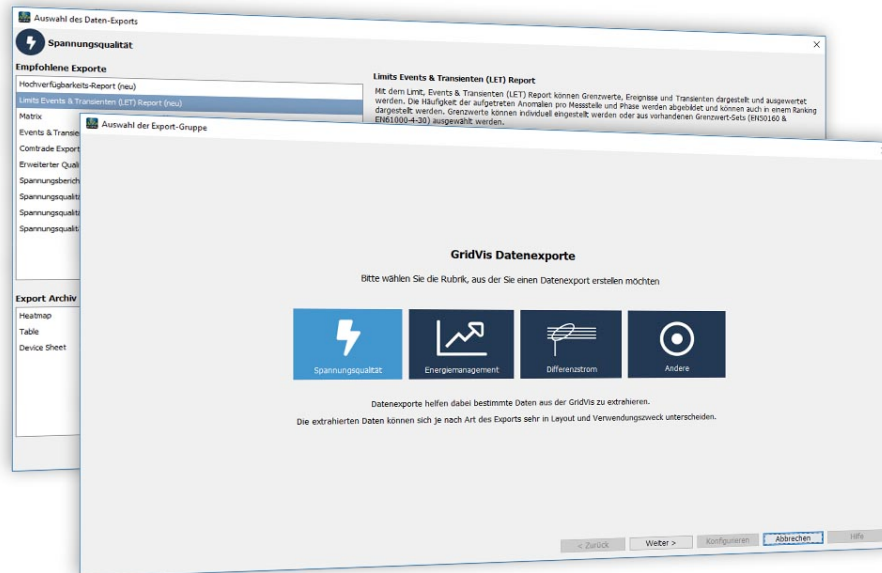 Auswahl des Daten-Exports
Spannungsqualität
Empfohlene Exporte
Hochverfügbarkeits-Report (neu)
Limits Events & Transienten (LET) Report (neu)
Matrix
Events & Transie
Comtrade Export
Erweiterter Quali
Spannungsberich
Spannungsqualit
Spannungsqualit
Spannungsqualit
Limits Events & Transienten (LET) Report
Mit dem Limit, Events & Transienten (LET) Report können Grenzwerte, Ereignisse und Transienten dargestellt und ausgewertet
werden. Die Häufigkeit der aufgetreten Anomalien pro Messstelle und Phase werden abgebildet und können auch in einem Ranking
dargestellt werden. Grenzwerte können individuell eingestellt werden oder aus vorhandenen Grenzwert-Sets (EN50160 &
EN61000-4-30) ausgewählt werden.
Export Archiv
Heatmap
Table
Device Sheet
Auswahl der Export-Gruppe
GridVis Datenexporte
Bitte wählen Sie die Rubrik, aus der Sie einen Datenexport erstellen möchten
Spannungsqualität
Energiemanagement
Differenzstrom
Andere
Datenexporte helfen dabei bestimmte Daten aus der GridVis zu extrahieren.
Die extrahierten Daten können sich je nach Art des Exports sehr in Layout und Verwendungszweck unterscheiden.
< Zurück
Weiter >
Konfigurieren
Abbrechen
Hilfe